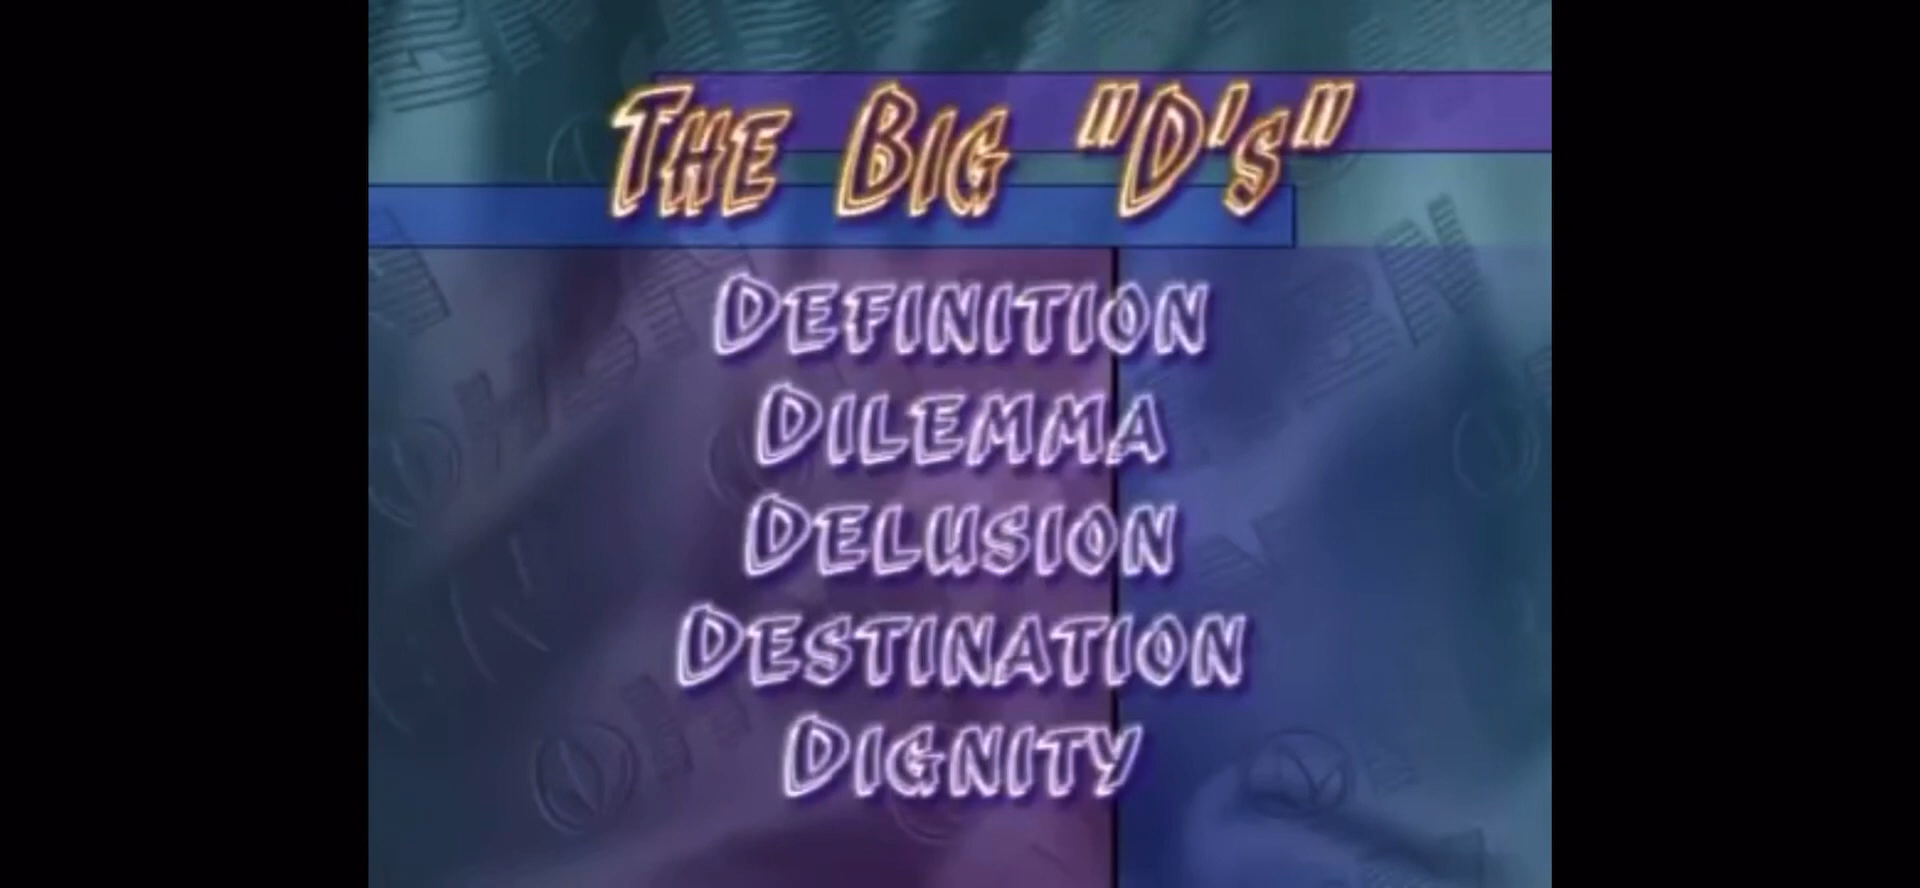 The Big "D's"
Definition
Dilemma
Delusion
Destination
Dignity